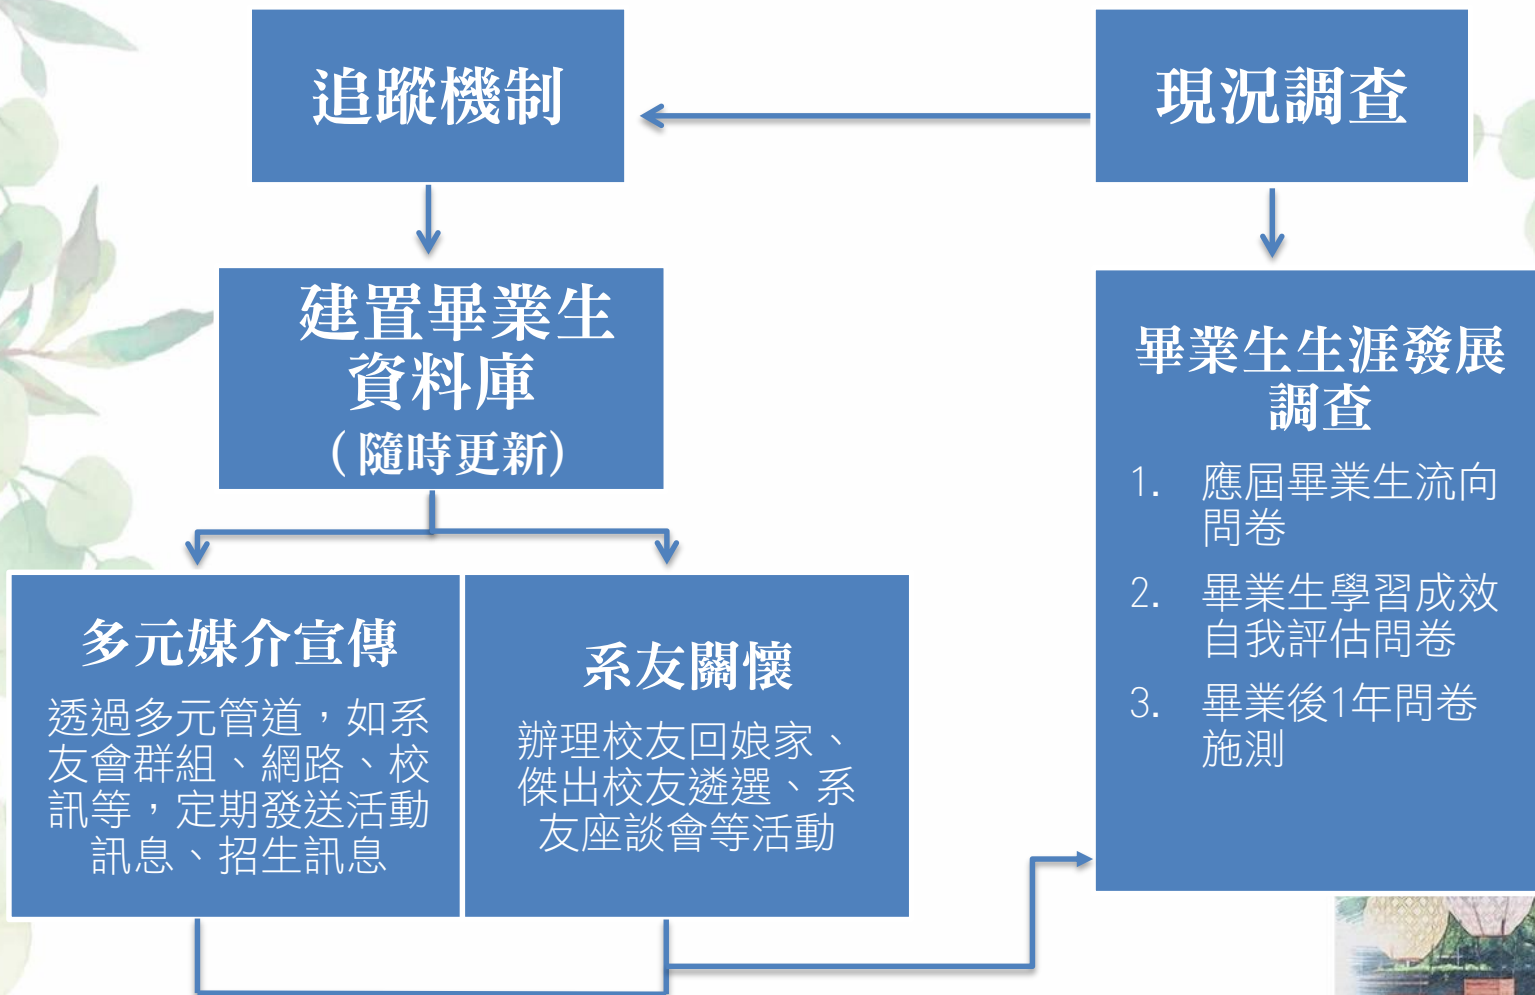 追蹤機制
現況調查
建置畢業生
資料庫
(隨時更新)
多元媒介宣傳
透過多元管道，如系
友會群組、網路、校
訊等，定期發送活動
訊息、招生訊息
系友關懷
辦理校友回娘家、
傑出校友遴選、系
友座談會等活動
畢業生生涯發展
調查
1. 應屆畢業生流向
問卷
2. 畢業生學習成效
自我評估問卷
3. 畢業後1年問卷
施測